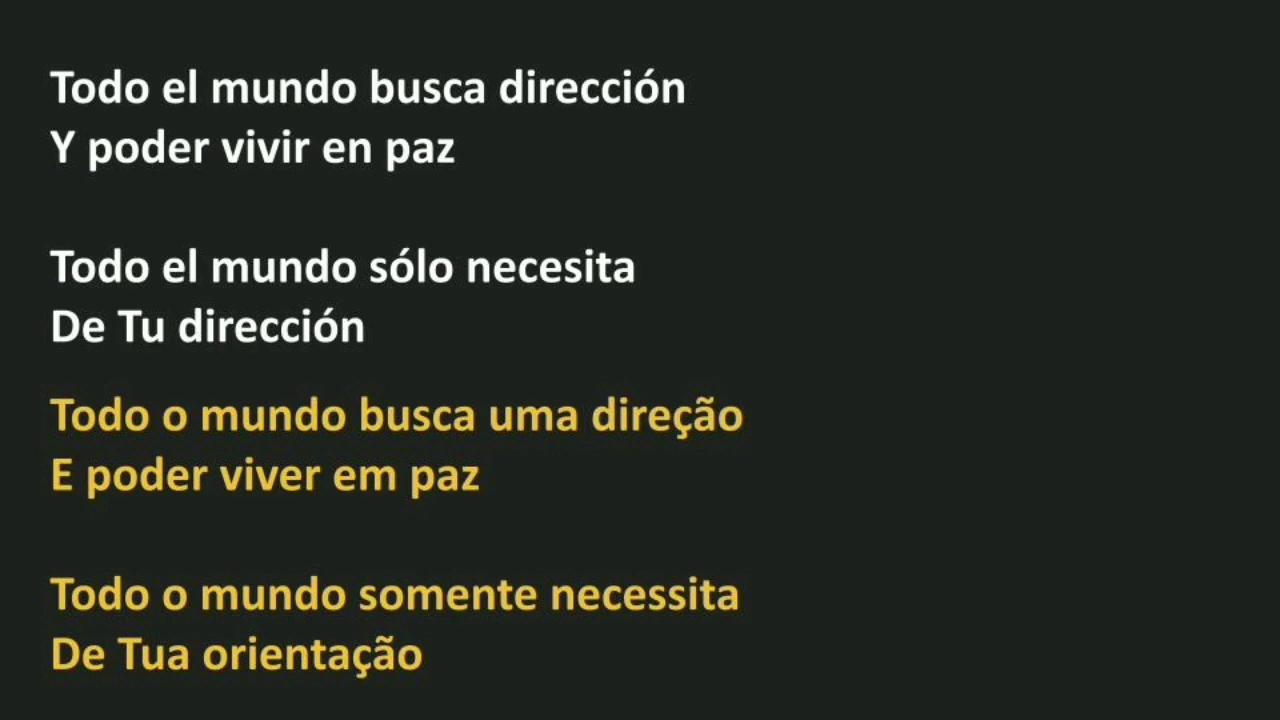 Todo el mundo busca dirección
Y poder vivir en paz
Todo el mundo sólo necesita
De Tu dirección
Todo o mundo busca uma direção
E poder viver em paz
Todo o mundo somente necessita
De Tua orientação